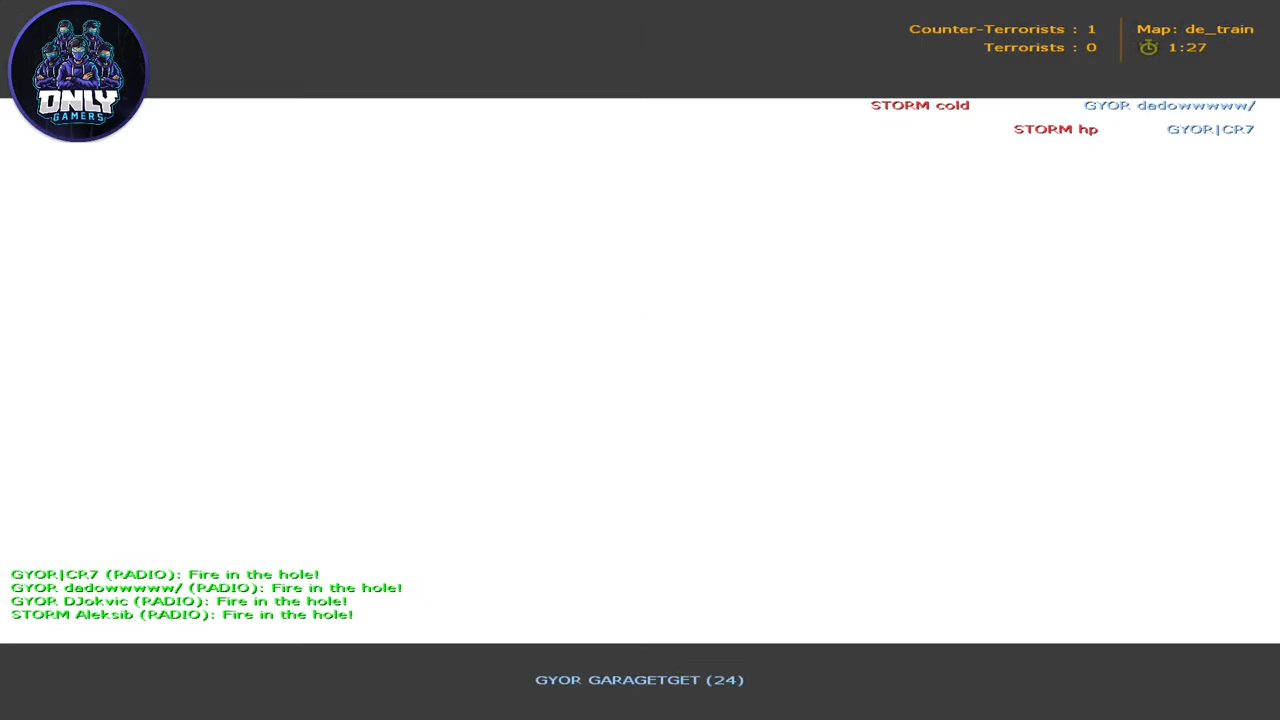 ONLY
GAMERS
Counter-Terrorists : 1
Terrorists : 0
Map: de_train
1:27
STORM cold GYOR dadowwwww/
STORM hp GYOR|CR7
GYOR|CR7 (RADIO): Fire in the hole!
GYOR dadowwwww/ (RADIO): Fire in the hole!
GYOR DJokvic (RADIO): Fire in the hole!
STORM Aleksib (RADIO): Fire in the hole!
GYOR GARAGETGET (24)